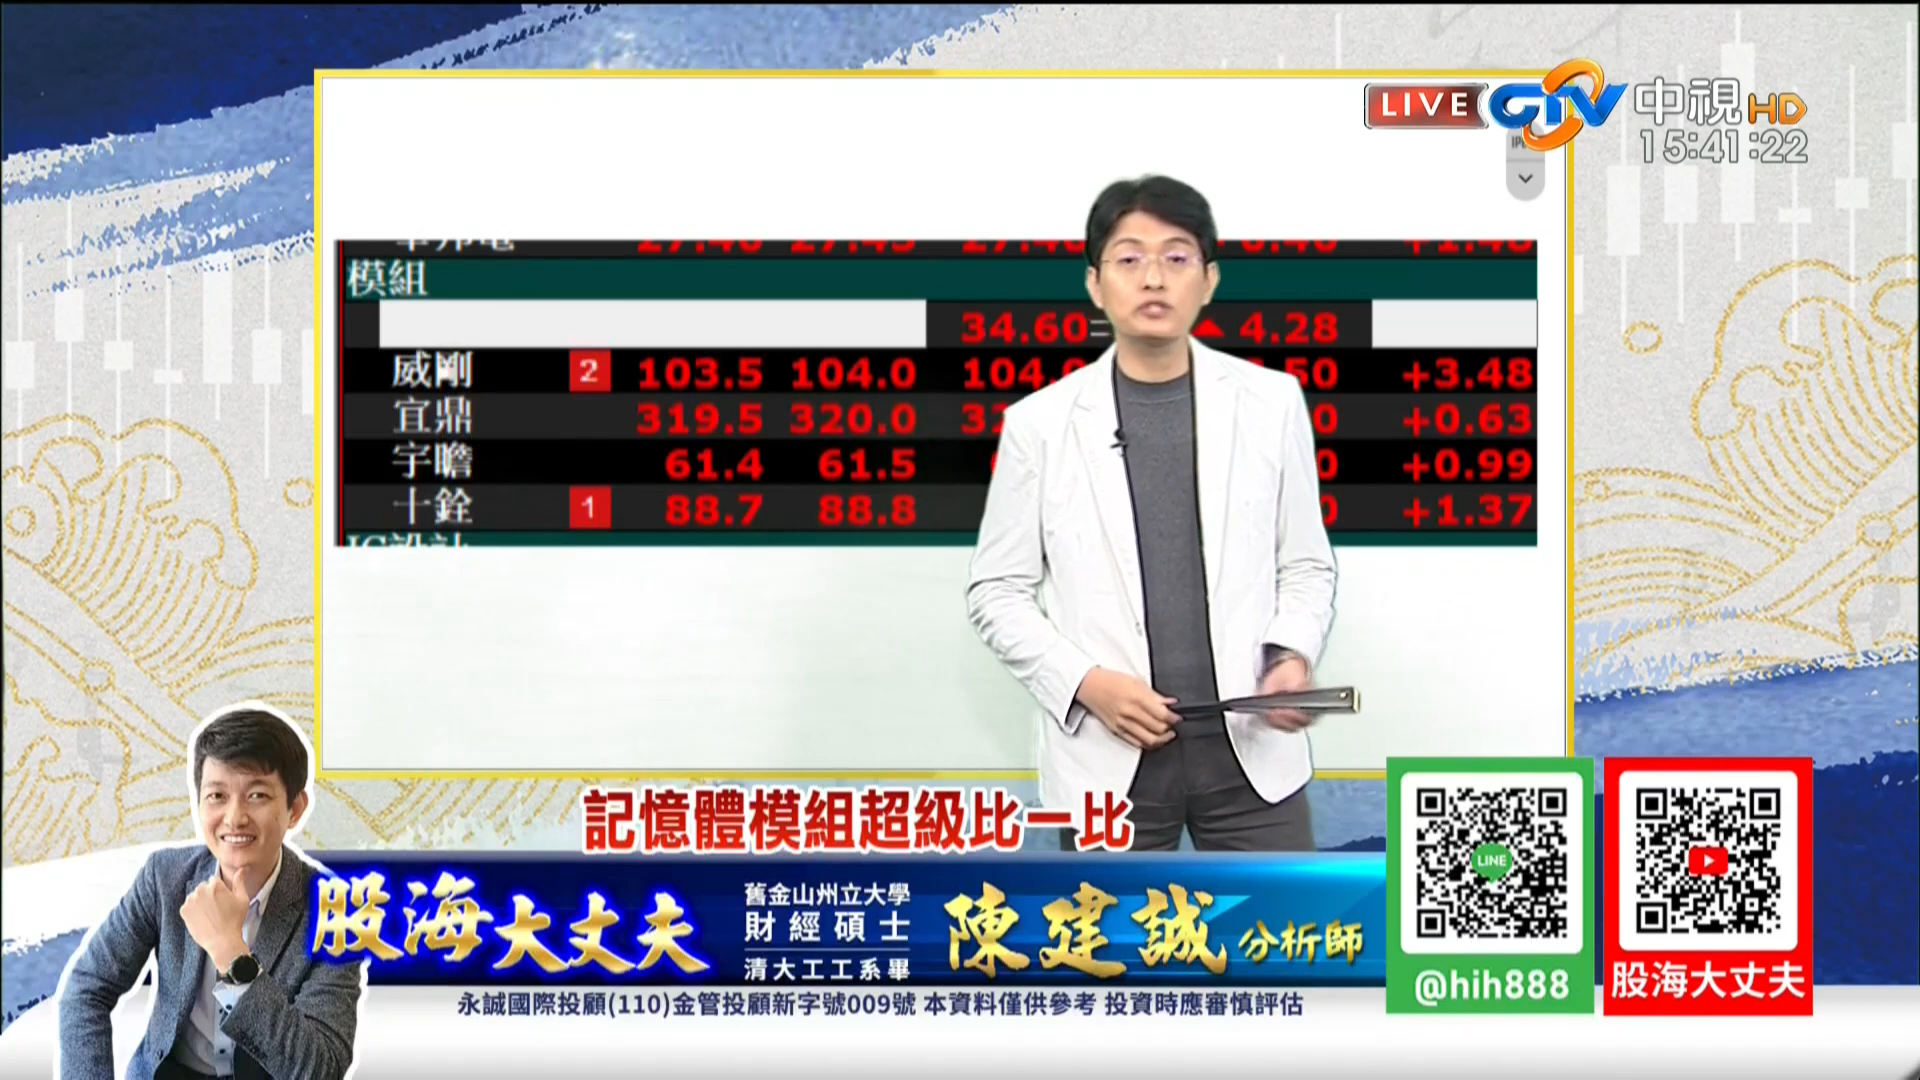 LIVE CTV 中視HD
15:41:22
模組
34.60= ▲ 4.28
威剛 2 103.5 104.0 104.0 +3.48
宜鼎 319.5 320.0 +0.63
宇瞻 61.4 61.5 +0.99
十銓 1 88.7 88.8 +1.37
記憶體模組超級比一比
股海大丈夫
舊金山州立大學
財經碩士
清大工工系畢
陳建誠 分析師
LINE
@hih888
股海大丈夫
永誠國際投顧(110)金管投顧新字號009號 本資料僅供參考 投資時應審慎評估